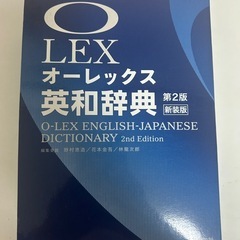 O
LEX
オーレックス
英和辞典 第2版
新装版
O-LEX ENGLISH-JAPANESE
DICTIONARY 2nd Edition